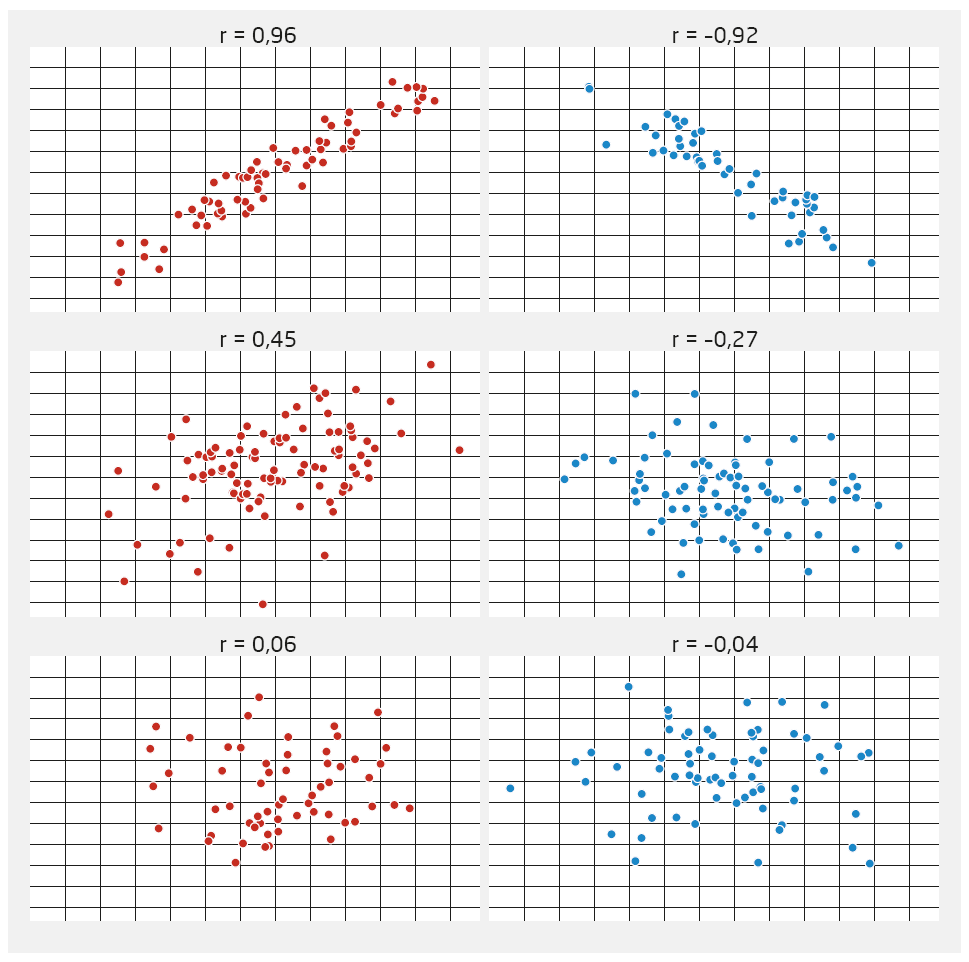 r = 0,96
r = -0,92
r = 0,45
r = -0,27
r = 0,06
r = -0,04